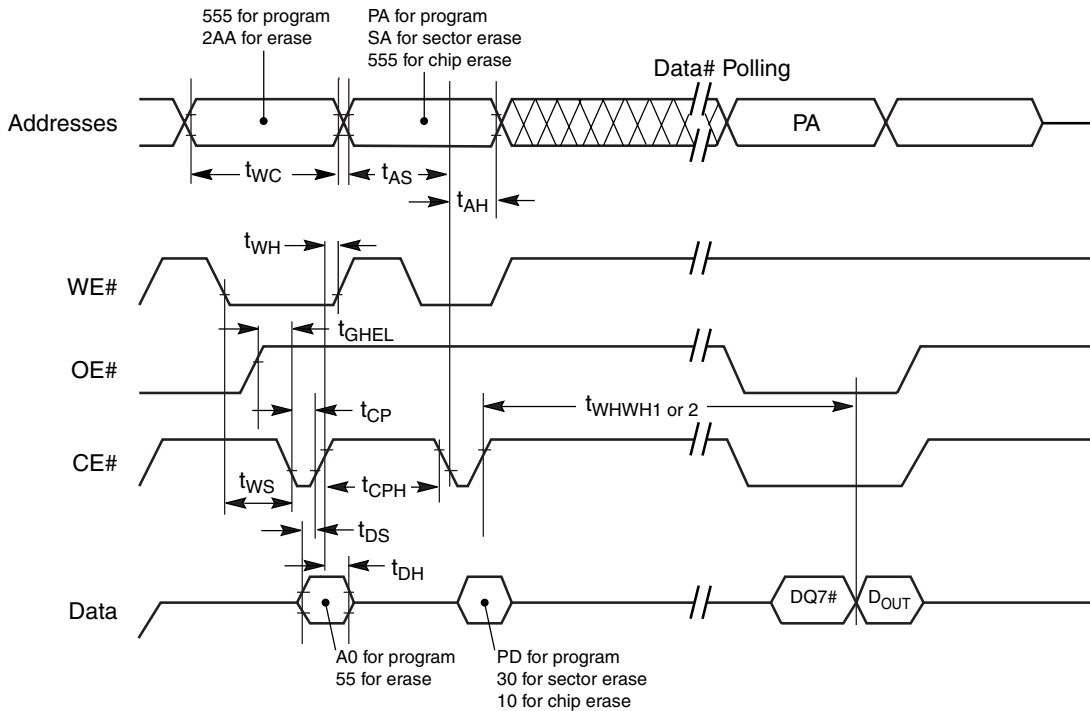 555 for program
2AA for erase
PA for program
SA for sector erase
555 for chip erase
Data# Polling
Addresses
PA
tWC
tAS
tAH
tWH
WE#
tGHEL
OE#
tCP
tWHWH1 or 2
CE#
tWS
tCPH
tDS
tDH
Data
DQ7#
DOUT
A0 for program
55 for erase
PD for program
30 for sector erase
10 for chip erase